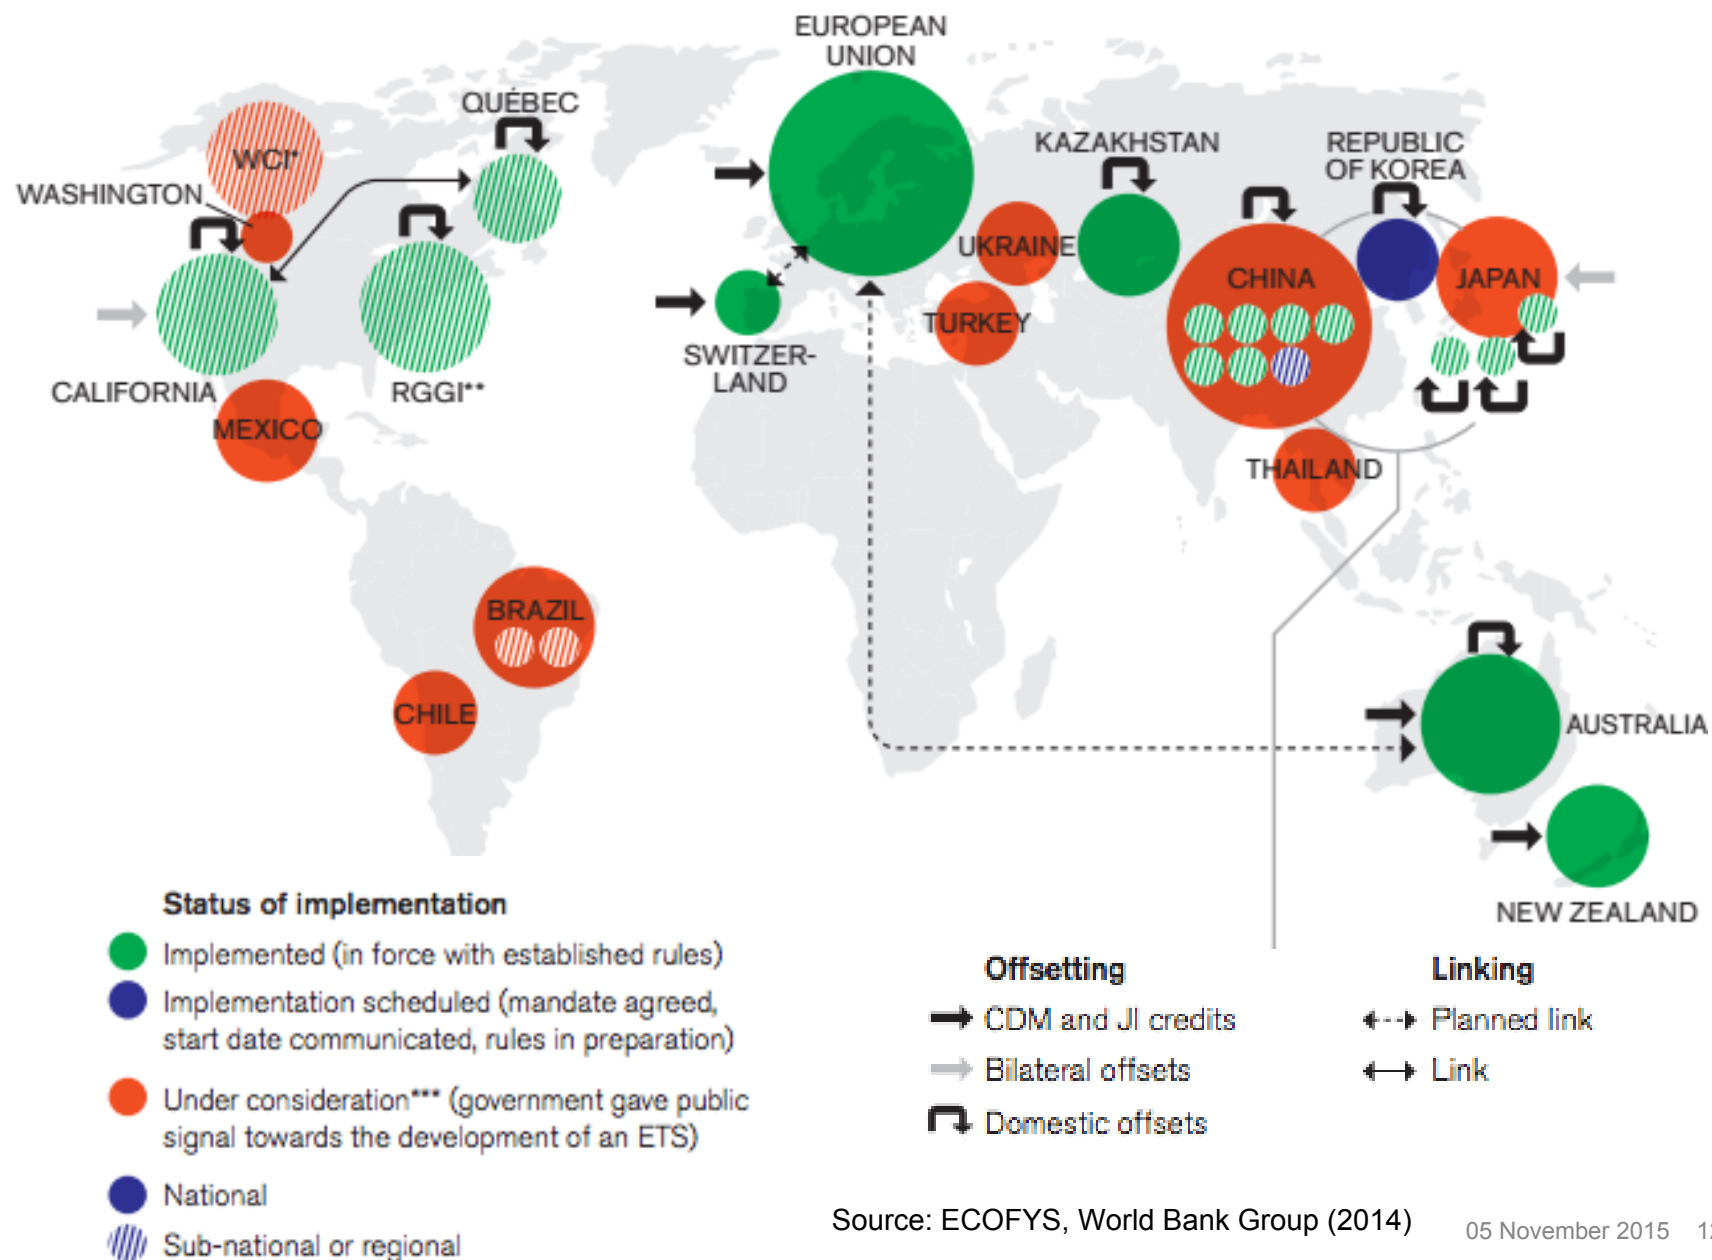 EUROPEAN
UNION
QUÉBEC
WCI*
WASHINGTON
KAZAKHSTAN
REPUBLIC
OF KOREA
UKRAINE
CHINA
JAPAN
TURKEY
SWITZER-
LAND
CALIFORNIA
RGGI**
MEXICO
THAILAND
BRAZIL
CHILE
AUSTRALIA
NEW ZEALAND
Status of implementation
Implemented (in force with established rules)
Implementation scheduled (mandate agreed,
start date communicated, rules in preparation)
Under consideration*** (government gave public
signal towards the development of an ETS)
National
Sub-national or regional
Offsetting
CDM and JI credits
Bilateral offsets
Domestic offsets
Linking
Planned link
Link
Source: ECOFYS, World Bank Group (2014)
05 November 2015